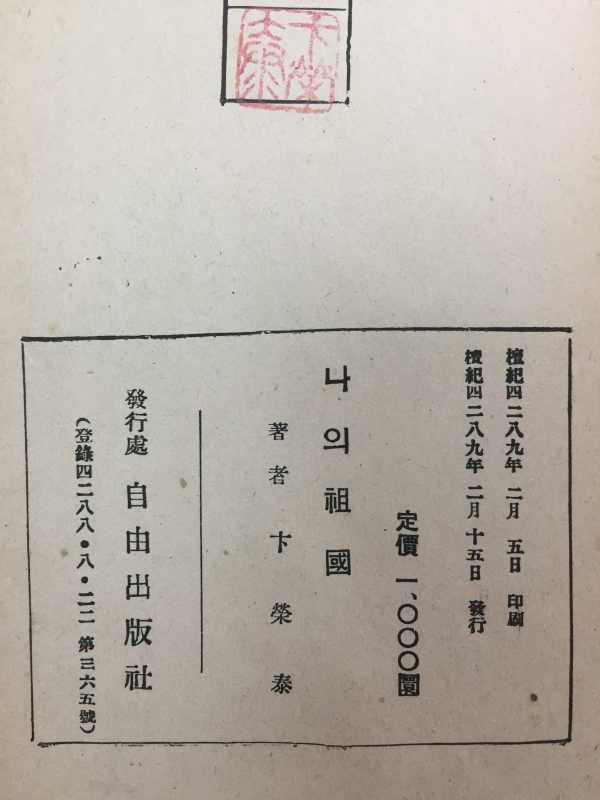 卞榮泰
檀紀四二八九年 二月 五日 印刷
檀紀四二八九年 二月 十五日 發行
定價 一、〇〇〇圜
나의 祖國
著者 卞榮泰
發行處 自由出版社
(登錄四二八八・八・二二 第三六五號)